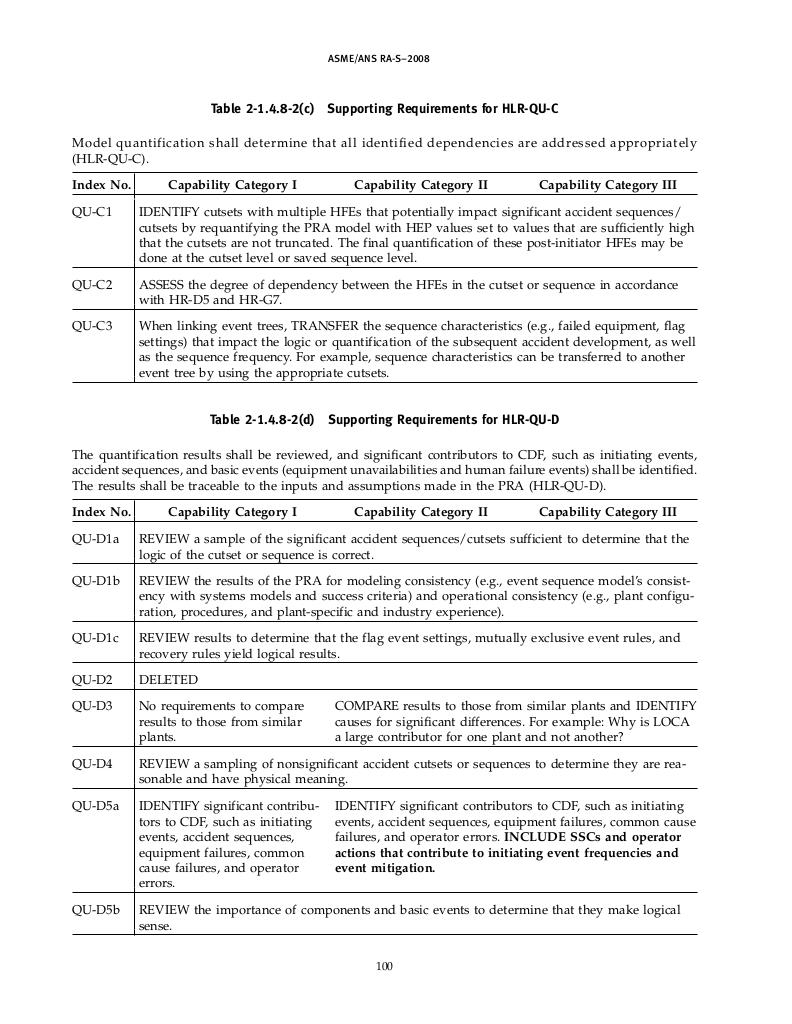 ASME/ANS RA-S–2008
Table 2-1.4.8-2(c) Supporting Requirements for HLR-QU-C
Model quantification shall determine that all identified dependencies are addressed appropriately
(HLR-QU-C).
Index No. Capability Category I Capability Category II Capability Category III
QU-C1 IDENTIFY cutsets with multiple HFEs that potentially impact significant accident sequences/
cutsets by requantifying the PRA model with HEP values set to values that are sufficiently high
that the cutsets are not truncated. The final quantification of these post-initiator HFEs may be
done at the cutset level or saved sequence level.
QU-C2 ASSESS the degree of dependency between the HFEs in the cutset or sequence in accordance
with HR-D5 and HR-G7.
QU-C3 When linking event trees, TRANSFER the sequence characteristics (e.g., failed equipment, flag
settings) that impact the logic or quantification of the subsequent accident development, as well
as the sequence frequency. For example, sequence characteristics can be transferred to another
event tree by using the appropriate cutsets.
Table 2-1.4.8-2(d) Supporting Requirements for HLR-QU-D
The quantification results shall be reviewed, and significant contributors to CDF, such as initiating events,
accident sequences, and basic events (equipment unavailabilities and human failure events) shall be identified.
The results shall be traceable to the inputs and assumptions made in the PRA (HLR-QU-D).
Index No. Capability Category I Capability Category II Capability Category III
QU-D1a REVIEW a sample of the significant accident sequences/cutsets sufficient to determine that the
logic of the cutset or sequence is correct.
QU-D1b REVIEW the results of the PRA for modeling consistency (e.g., event sequence model's consist-
ency with systems models and success criteria) and operational consistency (e.g., plant configu-
ration, procedures, and plant-specific and industry experience).
QU-D1c REVIEW results to determine that the flag event settings, mutually exclusive event rules, and
recovery rules yield logical results.
QU-D2 DELETED
QU-D3 No requirements to compare
results to those from similar
plants.
COMPARE results to those from similar plants and IDENTIFY
causes for significant differences. For example: Why is LOCA
a large contributor for one plant and not another?
QU-D4 REVIEW a sampling of nonsignificant accident cutsets or sequences to determine they are rea-
sonable and have physical meaning.
QU-D5a IDENTIFY significant contribu-
tors to CDF, such as initiating
events, accident sequences,
equipment failures, common
cause failures, and operator
errors.
IDENTIFY significant contributors to CDF, such as initiating
events, accident sequences, equipment failures, common cause
failures, and operator errors. INCLUDE SSCs and operator
actions that contribute to initiating event frequencies and
event mitigation.
QU-D5b REVIEW the importance of components and basic events to determine that they make logical
sense.
100